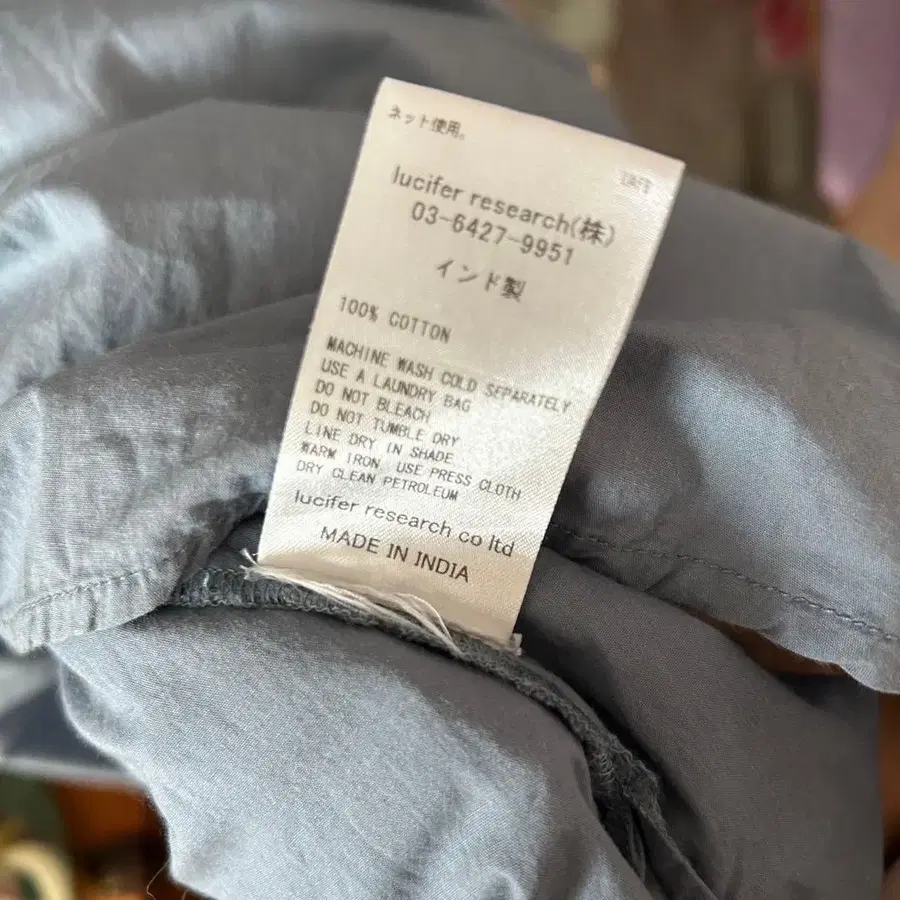 ネット使用。
lucifer research(株)
03-6427-9951
インド製
100% COTTON
MACHINE WASH COLD SEPARATELY
USE A LAUNDRY BAG
DO NOT BLEACH
DO NOT TUMBLE DRY
LINE DRY IN SHADE
WARM IRON, USE PRESS CLOTH
DRY CLEAN PETROLEUM
lucifer research co ltd
MADE IN INDIA